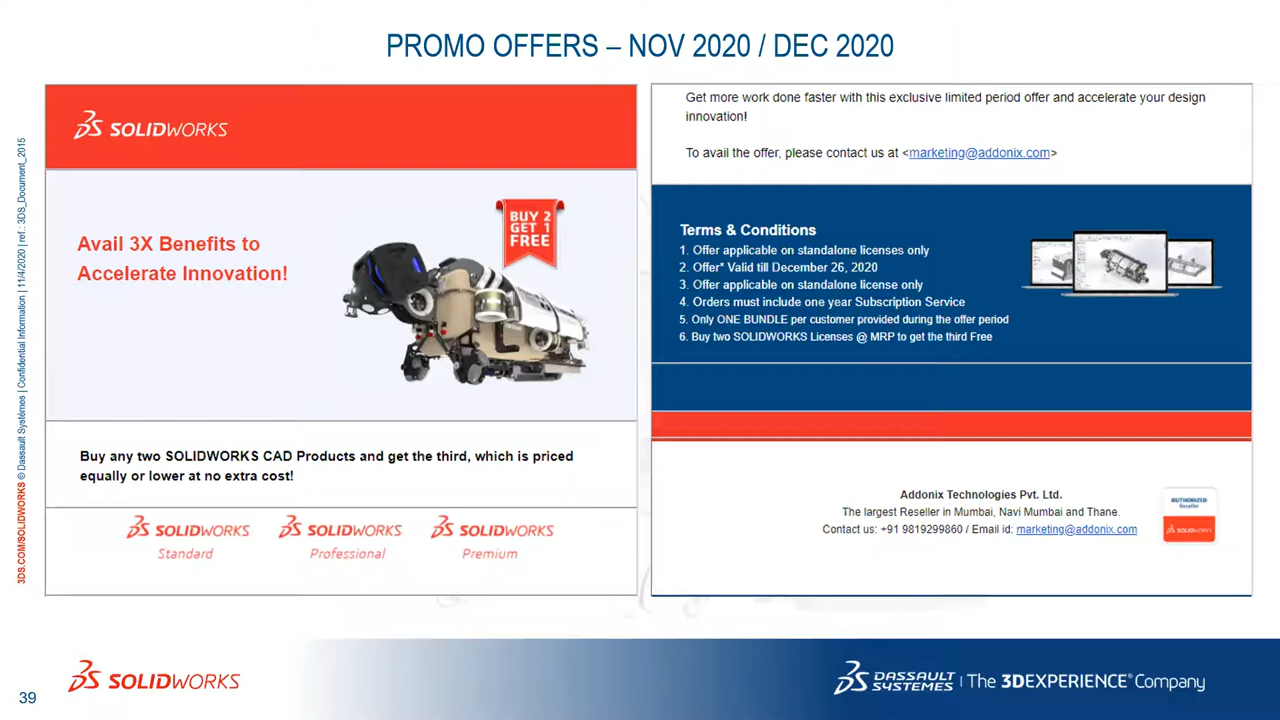 PROMO OFFERS – NOV 2020 / DEC 2020
3DS.COM/SOLIDWORKS © Dassault Systèmes | Confidential Information | 11/4/2020 | ref.: 3DS_Document_2015
SOLIDWORKS
BUY 2
GET 1
FREE
Avail 3X Benefits to
Accelerate Innovation!
Buy any two SOLIDWORKS CAD Products and get the third, which is priced
equally or lower at no extra cost!
SOLIDWORKS
Standard
SOLIDWORKS
Professional
SOLIDWORKS
Premium
Get more work done faster with this exclusive limited period offer and accelerate your design
innovation!
To avail the offer, please contact us at <marketing@addonix.com>
Terms & Conditions
1. Offer applicable on standalone licenses only
2. Offer* Valid till December 26, 2020
3. Offer applicable on standalone license only
4. Orders must include one year Subscription Service
5. Only ONE BUNDLE per customer provided during the offer period
6. Buy two SOLIDWORKS Licenses @ MRP to get the third Free
Addonix Technologies Pvt. Ltd.
The largest Reseller in Mumbai, Navi Mumbai and Thane.
Contact us: +91 9819299860 / Email id: marketing@addonix.com
AUTHORIZED
Reseller
SOLIDWORKS
39
SOLIDWORKS
DASSAULT
SYSTEMES | The 3DEXPERIENCE® Company